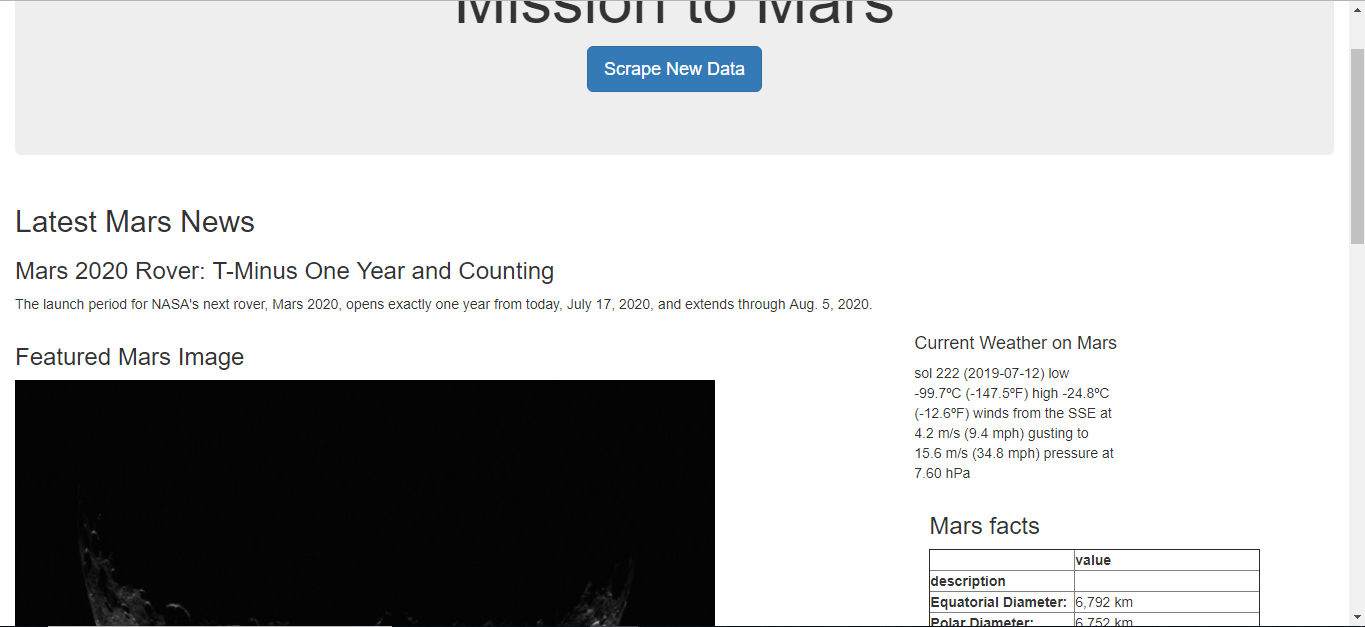 Mission to Mars
Scrape New Data
Latest Mars News
Mars 2020 Rover: T-Minus One Year and Counting
The launch period for NASA's next rover, Mars 2020, opens exactly one year from today, July 17, 2020, and extends through Aug. 5, 2020.
Featured Mars Image
Current Weather on Mars
sol 222 (2019-07-12) low
-99.7ºC (-147.5ºF) high -24.8ºC
(-12.6ºF) winds from the SSE at
4.2 m/s (9.4 mph) gusting to
15.6 m/s (34.8 mph) pressure at
7.60 hPa
Mars facts
value
description
Equatorial Diameter: 6,792 km
Polar Diameter: 6,752 km